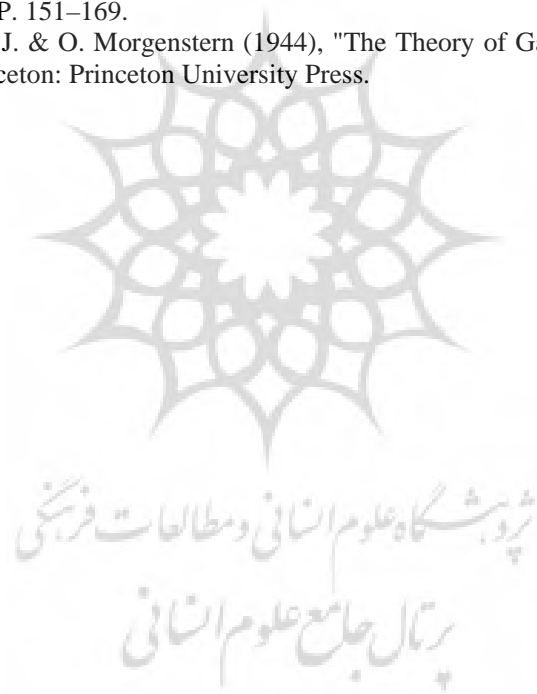 P. 151–169.
J. & O. Morgenstern (1944), "The Theory of Ga
ceton: Princeton University Press.
پژوهشگاه علوم انسانی و مطالعات فرهنگی
پرتال جامع علوم انسانی